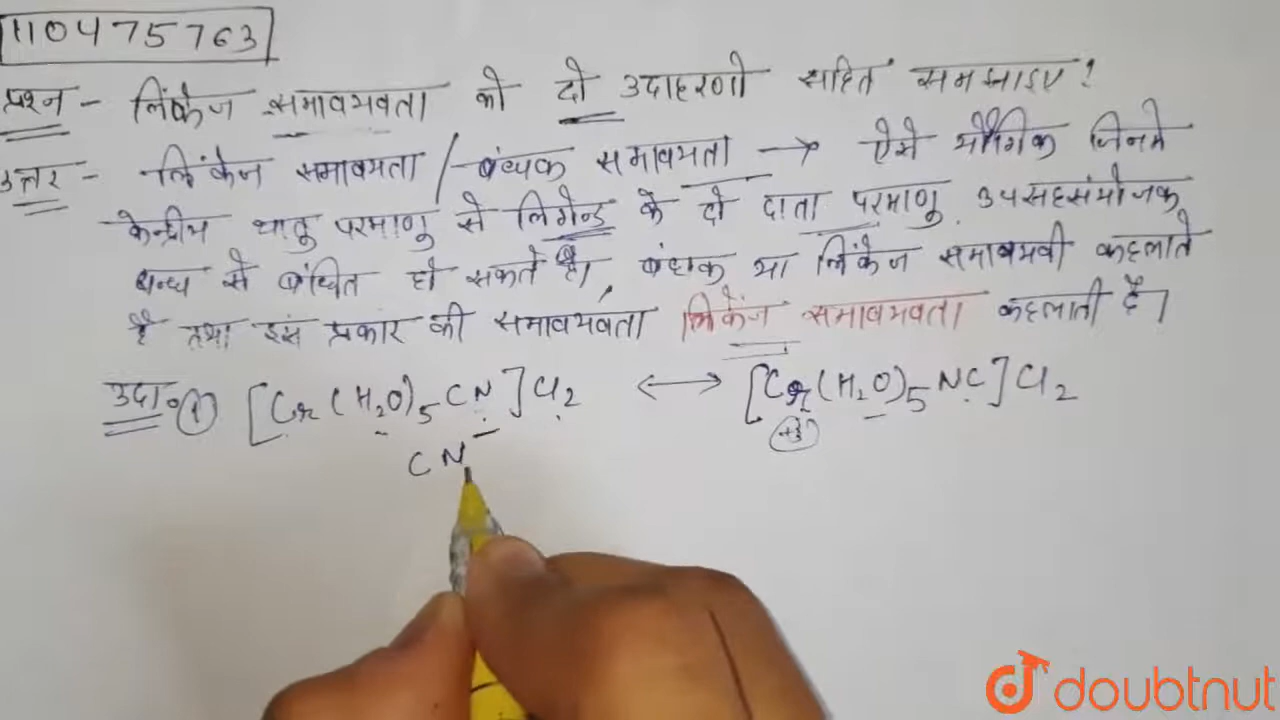 110475763
प्रश्न - लिंकेज समावयवता को दो उदाहरणो सहित समझाइए ?
उत्तर - लिंकेज समावयता / बंधक समावयता → ऐसे यौगिक जिनमे
केन्द्रीय धातु परमाणु से लिगेन्ड के दो दाता परमाणु उपसहसंयोजक
बन्ध से बंधित हो सकते है। बंधक या लिंकेज समावयवी कहलाते
है तथा इस प्रकार की समावयवता लिकेंज समावयवता कहलाती है।
उदा० ① [Cr(H₂O)₅CN]Cl₂ ↔ [Cr(H₂O)₅NC]Cl₂
+3
CN⁻
doubtnut